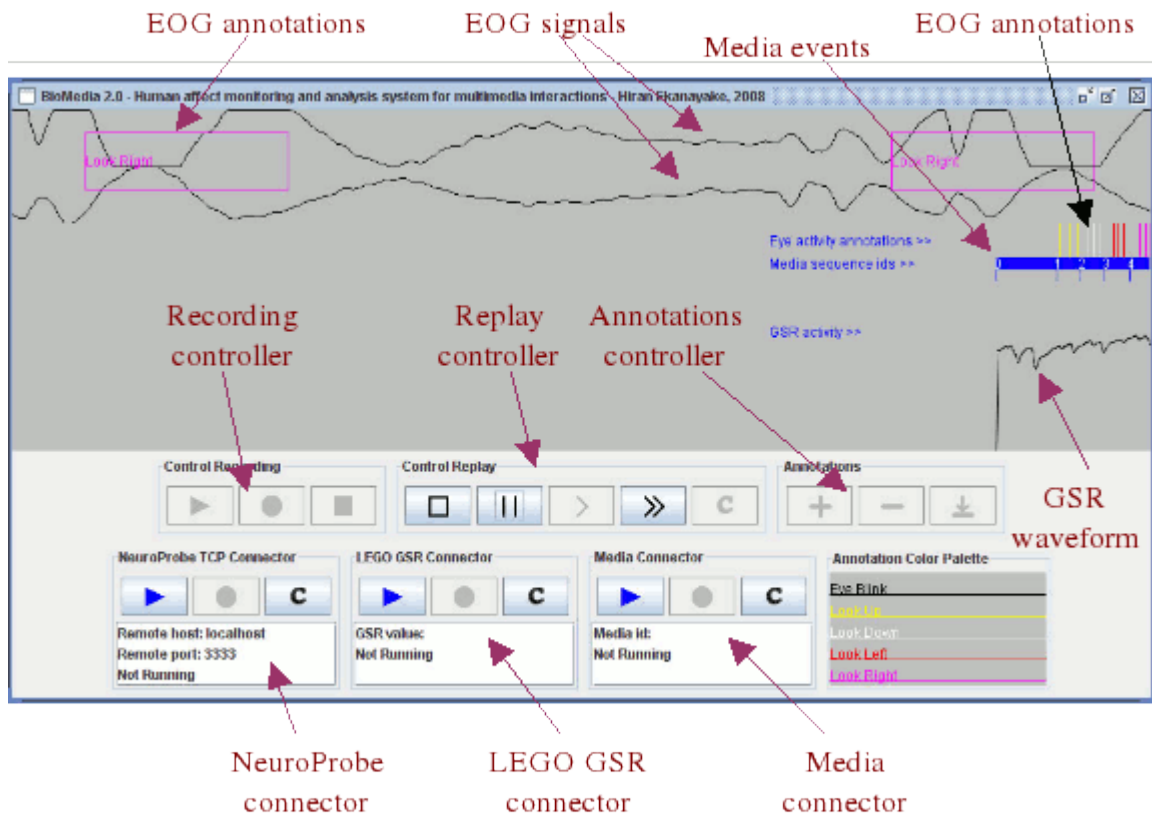 EOG annotations
EOG signals
Media events
EOG annotations
BioMedia 2.0 - Human affect monitoring and analysis system for multimedia interactions - Hiran Ekanayake, 2008
Look Right
Look Right
Eye activity annotations >>
Media sequence ids >>
0 1 2 3 4
GSR activity >>
Recording
controller
Replay
controller
Annotations
controller
GSR
waveform
Control Recording
Control Replay
Annotations
C
NeuroProbe TCP Connector
LEGO GSR Connector
Media Connector
Annotation Color Palette
C
C
C
Remote host: localhost
Remote port: 3333
Not Running
GSR value:
Not Running
Media id:
Not Running
Eye Blink
Look Up
Look Down
Look Left
Look Right
NeuroProbe
connector
LEGO GSR
connector
Media
connector